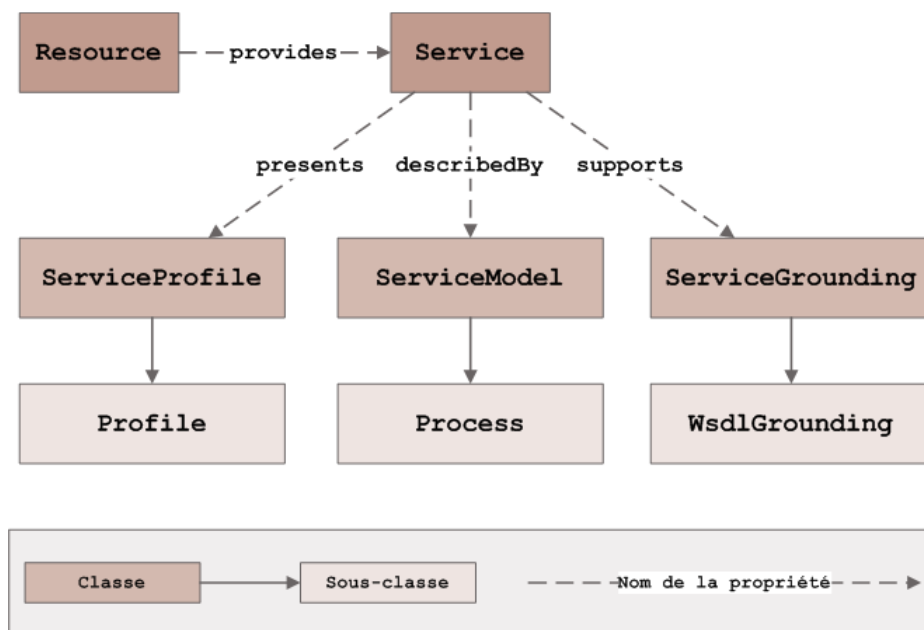 Resource
provides
Service
presents
describedBy
supports
ServiceProfile
ServiceModel
ServiceGrounding
Profile
Process
WsdlGrounding
Classe
Sous-classe
Nom de la propriété